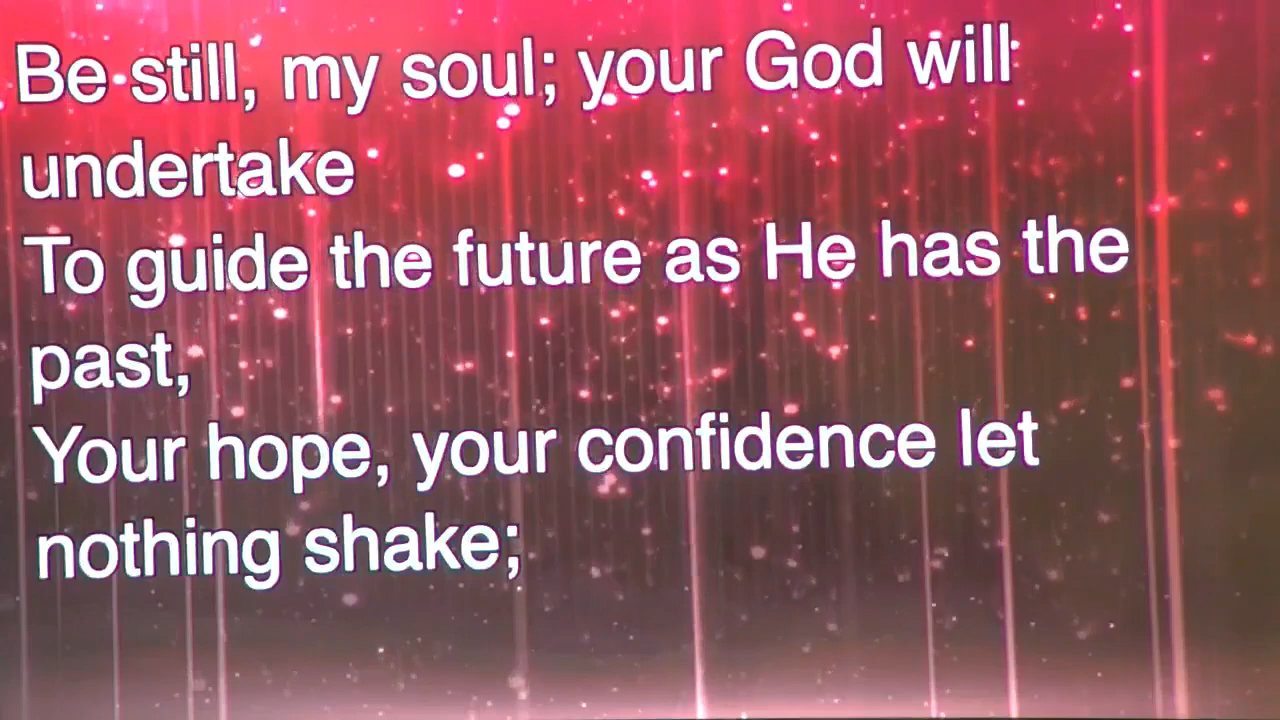 Be still, my soul; your God will
undertake
To guide the future as He has the
past,
Your hope, your confidence let
nothing shake;